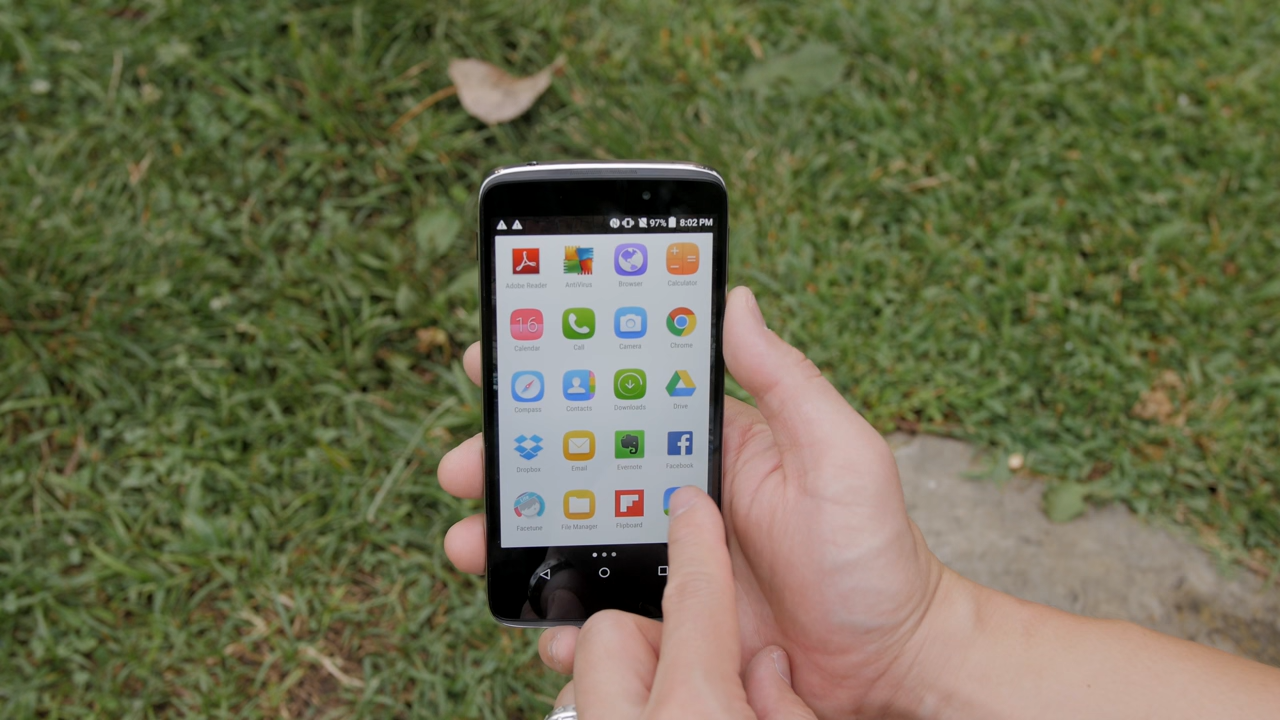 97% 8:02 PM
Adobe Reader AntiVirus Browser Calculator
16
Calendar Call Camera Chrome
Compass Contacts Downloads Drive
Dropbox Email Evernote Facebook
Facetune File Manager Flipboard